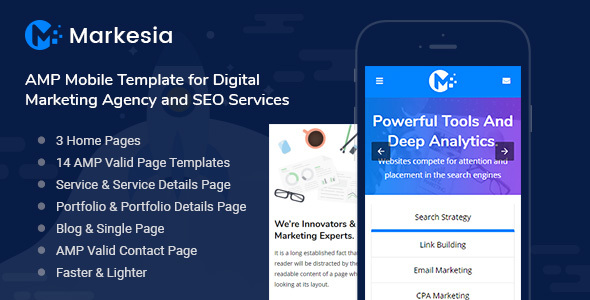 Markesia
AMP Mobile Template for Digital
Marketing Agency and SEO Services
3 Home Pages
14 AMP Valid Page Templates
Service & Service Details Page
Portfolio & Portfolio Details Page
Blog & Single Page
AMP Valid Contact Page
Faster & Lighter
We're Innovators &
Marketing Experts.
It is a long established fact that
reader will be distracted by the
readable content of a page wh
looking at its layout.
M
Powerful Tools And
Deep Analytics.
Websites compete for attention and
placement in the search engines
Search Strategy
Link Building
Email Marketing
CPA Marketing